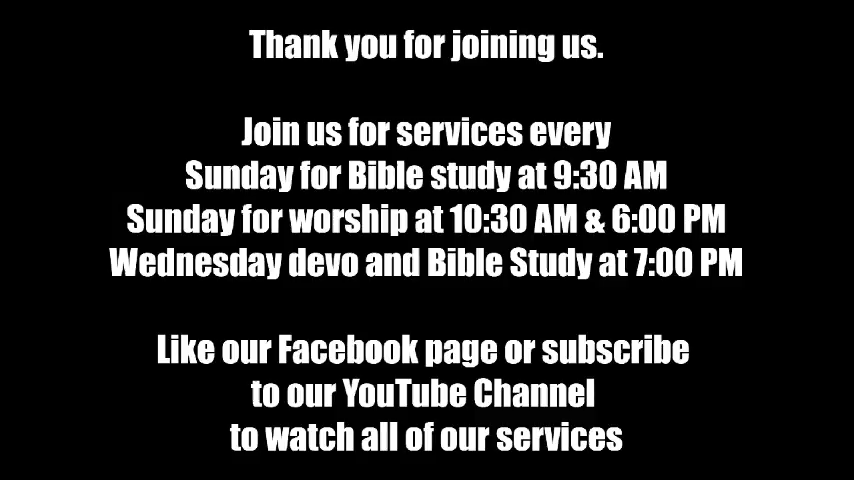 Thank you for joining us.
Join us for services every
Sunday for Bible study at 9:30 AM
Sunday for worship at 10:30 AM & 6:00 PM
Wednesday devo and Bible Study at 7:00 PM
Like our Facebook page or subscribe
to our YouTube Channel
to watch all of our services